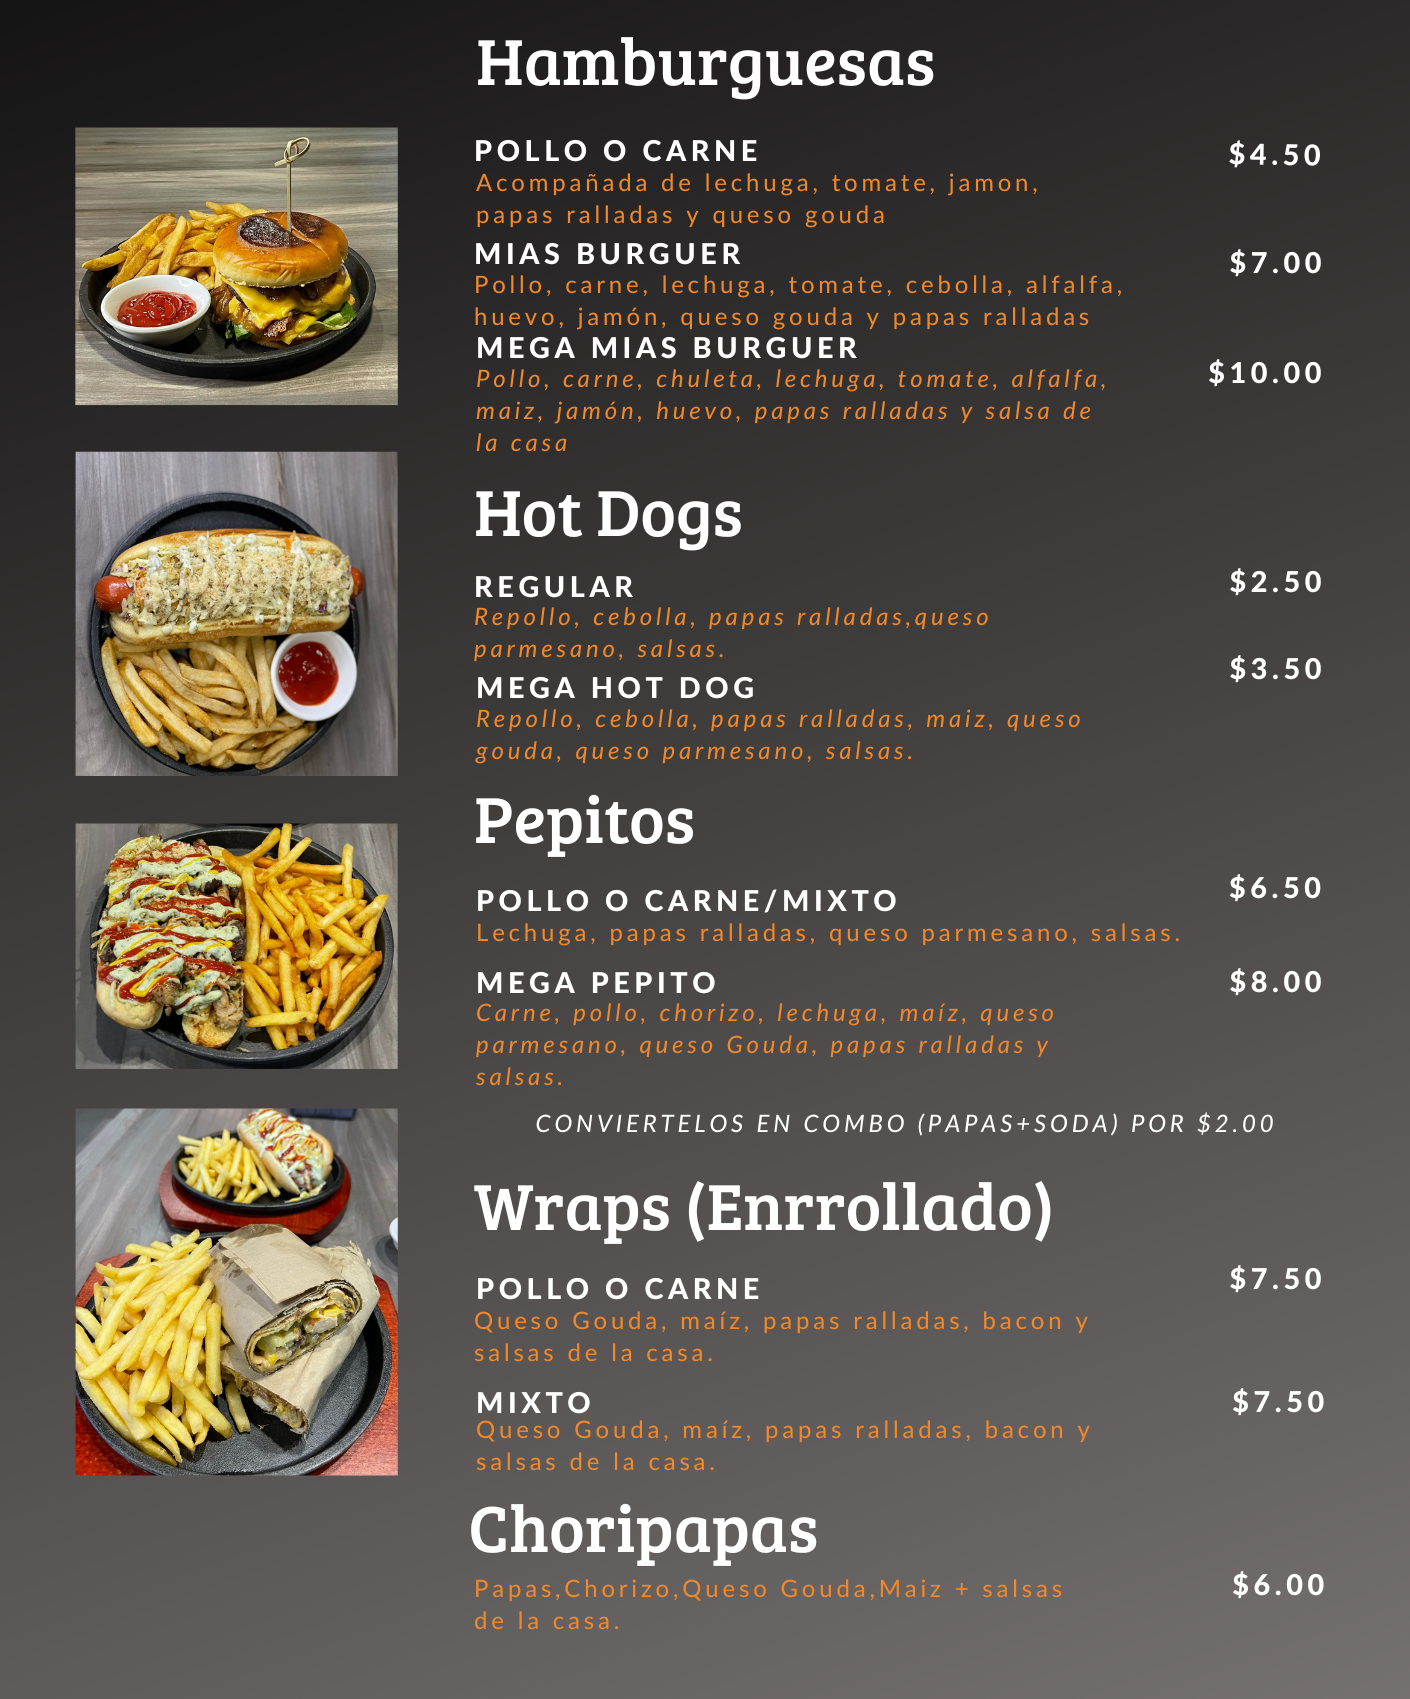 Hamburguesas
POLLO O CARNE $4.50
Acompañada de lechuga, tomate, jamon,
papas ralladas y queso gouda
MIAS BURGUER $7.00
Pollo, carne, lechuga, tomate, cebolla, alfalfa,
huevo, jamón, queso gouda y papas ralladas
MEGA MIAS BURGUER $10.00
Pollo, carne, chuleta, lechuga, tomate, alfalfa,
maiz, jamón, huevo, papas ralladas y salsa de
la casa
Hot Dogs
REGULAR $2.50
Repollo, cebolla, papas ralladas,queso
parmesano, salsas.
MEGA HOT DOG $3.50
Repollo, cebolla, papas ralladas, maiz, queso
gouda, queso parmesano, salsas.
Pepitos
POLLO O CARNE/MIXTO $6.50
Lechuga, papas ralladas, queso parmesano, salsas.
MEGA PEPITO $8.00
Carne, pollo, chorizo, lechuga, maíz, queso
parmesano, queso Gouda, papas ralladas y
salsas.
CONVIERTELOS EN COMBO (PAPAS+SODA) POR $2.00
Wraps (Enrrollado)
POLLO O CARNE $7.50
Queso Gouda, maíz, papas ralladas, bacon y
salsas de la casa.
MIXTO $7.50
Queso Gouda, maíz, papas ralladas, bacon y
salsas de la casa.
Choripapas
Papas,Chorizo,Queso Gouda,Maiz + salsas $6.00
de la casa.